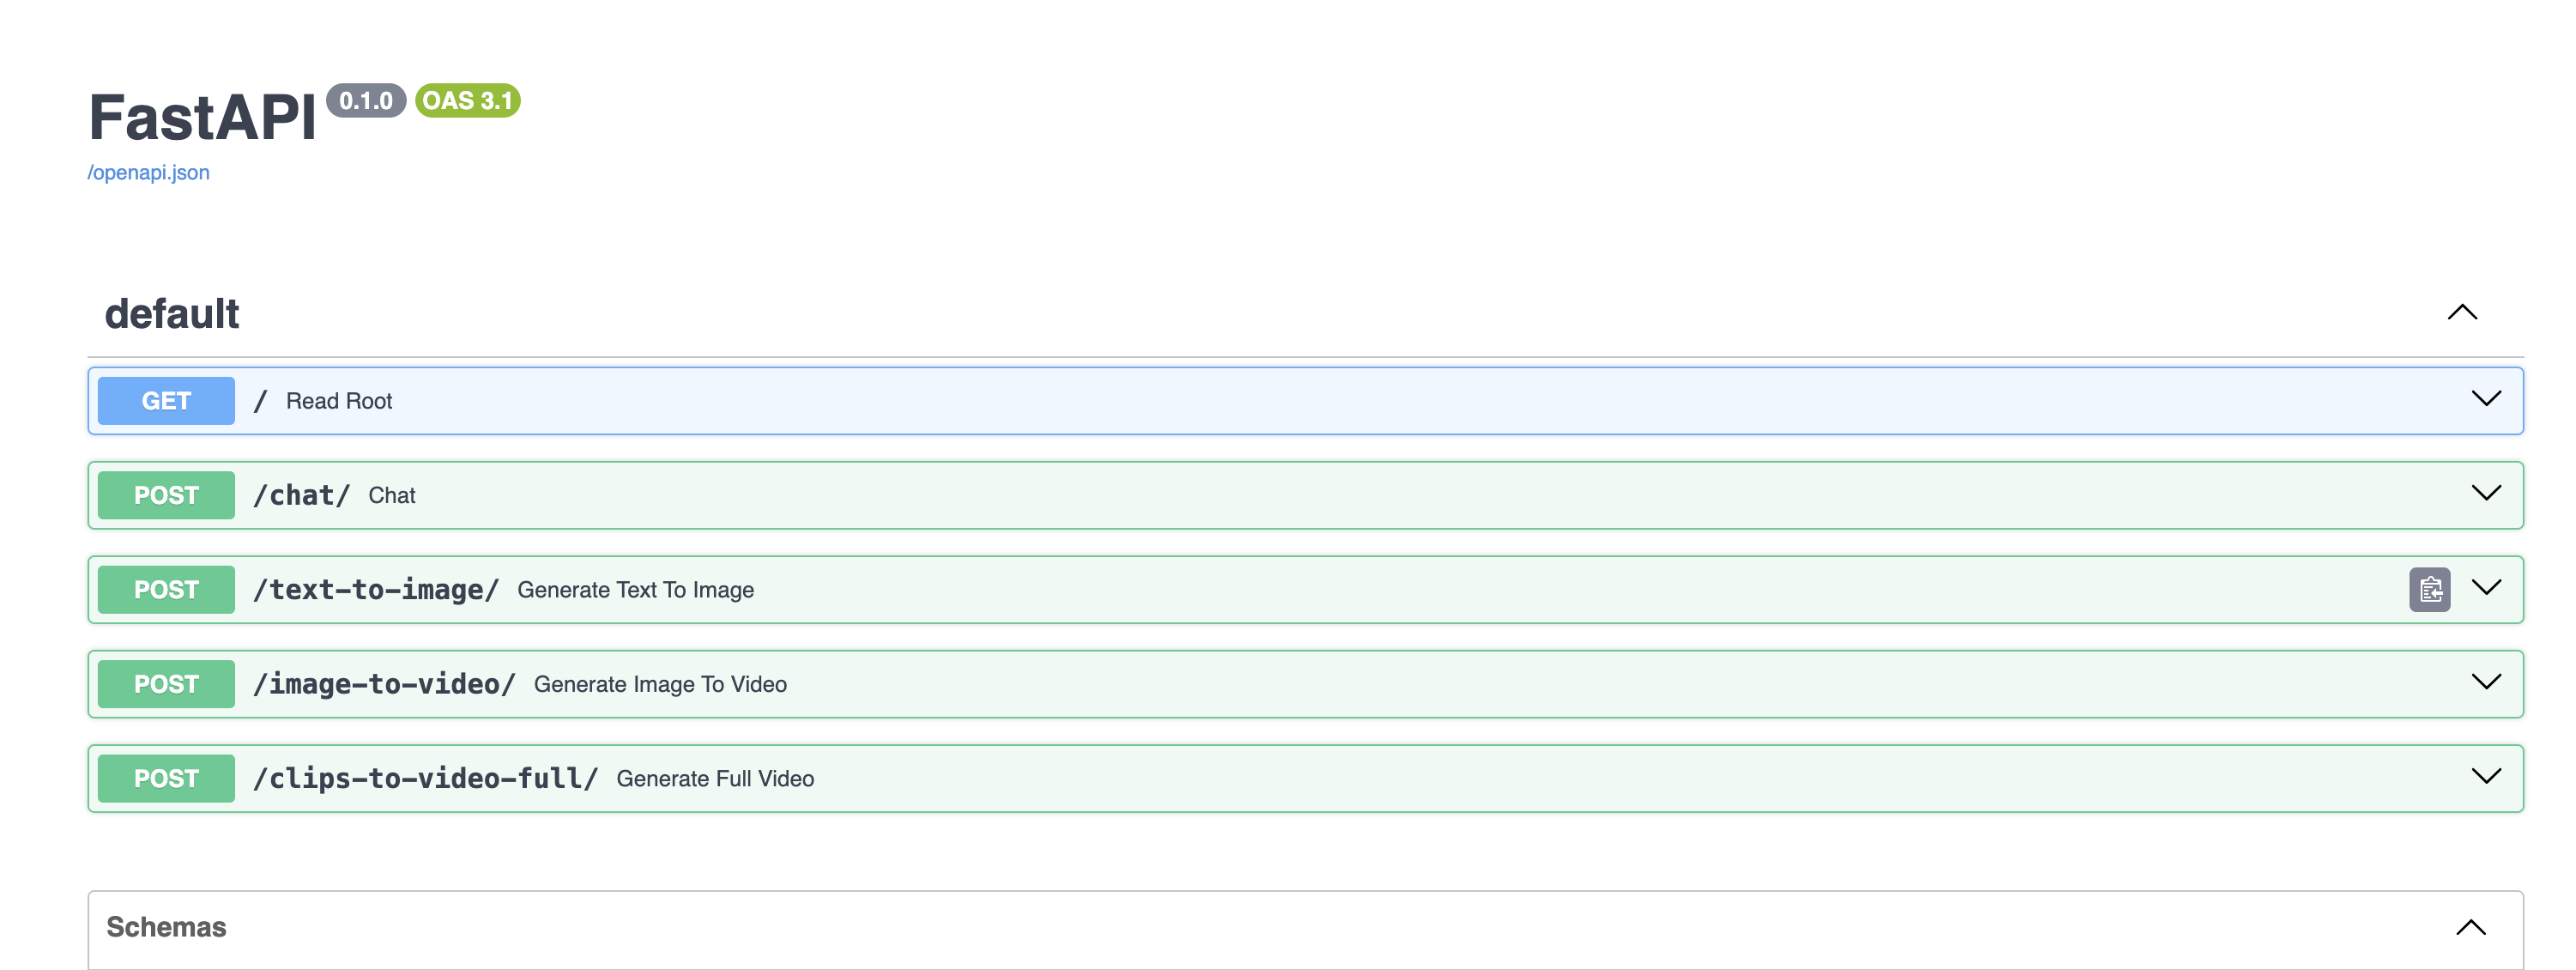 FastAPI 0.1.0 OAS 3.1
/openapi.json
default
GET / Read Root
POST /chat/ Chat
POST /text-to-image/ Generate Text To Image
POST /image-to-video/ Generate Image To Video
POST /clips-to-video-full/ Generate Full Video
Schemas